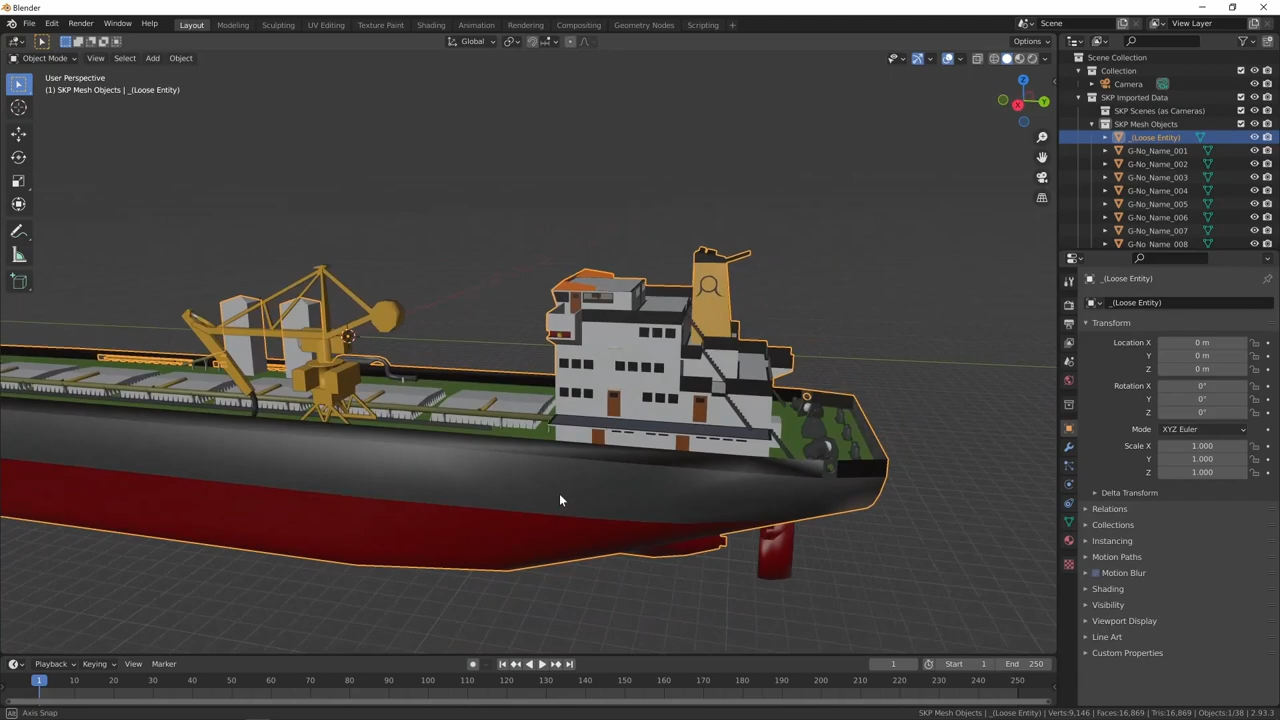 Blender
File Edit Render Window Help Layout Modeling Sculpting UV Editing Texture Paint Shading Animation Rendering Compositing Geometry Nodes Scripting + Scene View Layer
Global Options
Object Mode View Select Add Object
User Perspective
(1) SKP Mesh Objects | _(Loose Entity)
Z
Y
X
Scene Collection
Collection
Camera
SKP Imported Data
SKP Scenes (as Cameras)
SKP Mesh Objects
_(Loose Entity)
G-No_Name_001
G-No_Name_002
G-No_Name_003
G-No_Name_004
G-No_Name_005
G-No_Name_006
G-No_Name_007
G-No_Name_008
_(Loose Entity)
_(Loose Entity)
Transform
Location X 0 m
Y 0 m
Z 0 m
Rotation X 0°
Y 0°
Z 0°
Mode XYZ Euler
Scale X 1.000
Y 1.000
Z 1.000
Delta Transform
Relations
Collections
Instancing
Motion Paths
Motion Blur
Shading
Visibility
Viewport Display
Line Art
Custom Properties
Playback Keying View Marker 1 Start 1 End 250
1 10 20 30 40 50 60 70 80 90 100 110 120 130 140 150 160 170 180 190 200 210 220 230 240 250
Alt Axis Snap SKP Mesh Objects | _(Loose Entity) | Verts:9,146 | Faces:16,869 | Tris:16,869 | Objects:1/38 | 2.93.3